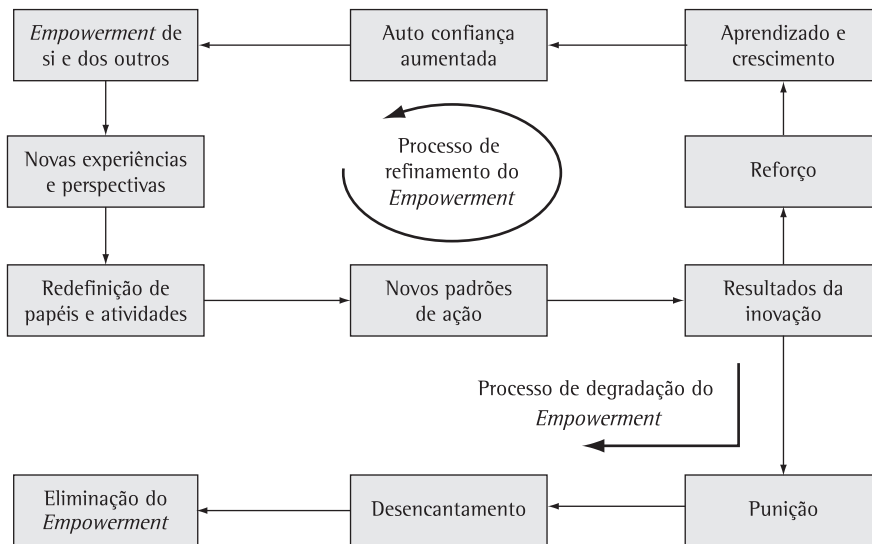 Empowerment de
si e dos outros
Auto confiança
aumentada
Aprendizado e
crescimento
Novas experiências
e perspectivas
Processo de
refinamento do
Empowerment
Reforço
Redefinição de
papéis e atividades
Novos padrões
de ação
Resultados da
inovação
Processo de degradação do
Empowerment
Eliminação do
Empowerment
Desencantamento
Punição